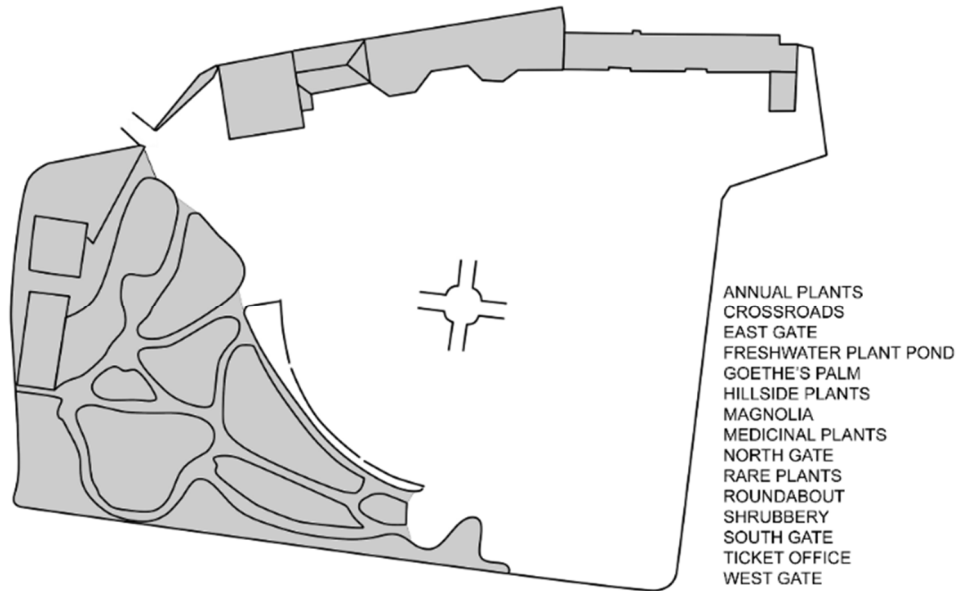 ANNUAL PLANTS
CROSSROADS
EAST GATE
FRESHWATER PLANT POND
GOETHE'S PALM
HILLSIDE PLANTS
MAGNOLIA
MEDICINAL PLANTS
NORTH GATE
RARE PLANTS
ROUNDABOUT
SHRUBBERY
SOUTH GATE
TICKET OFFICE
WEST GATE